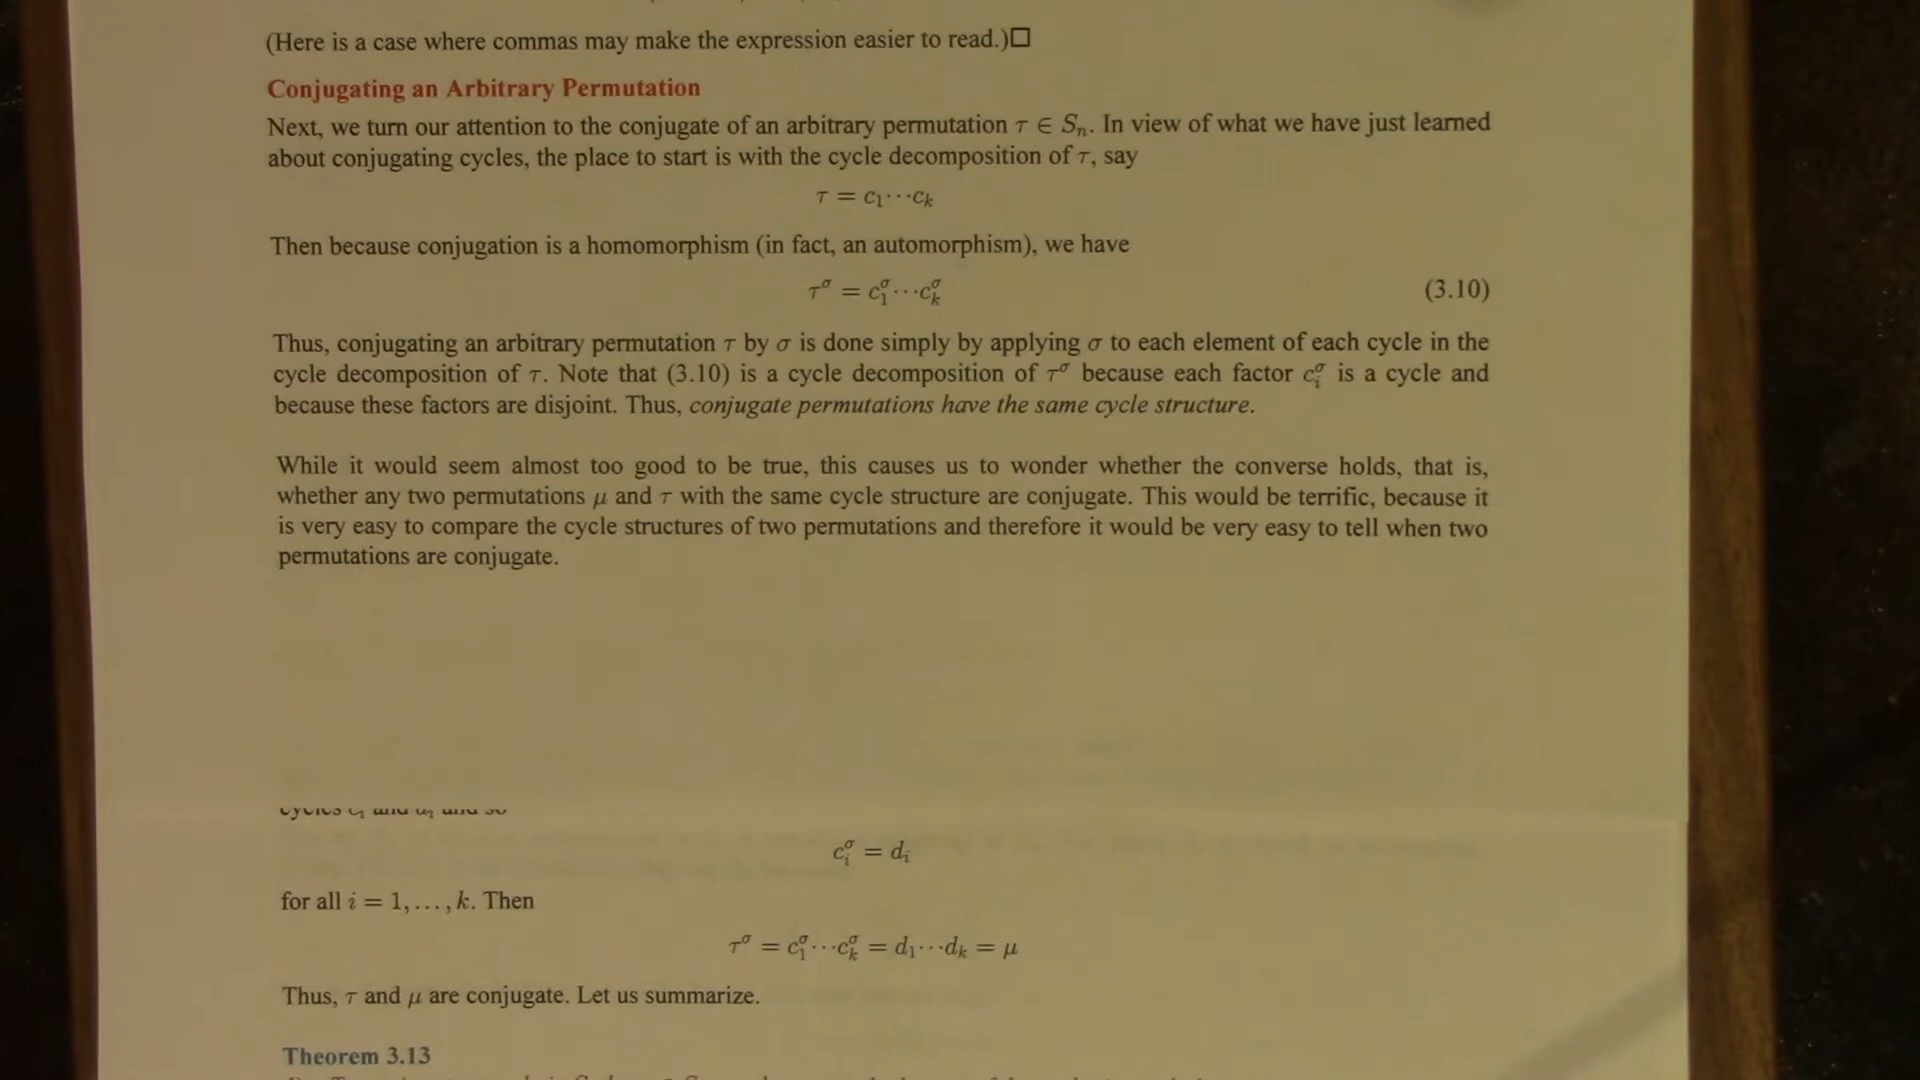 (Here is a case where commas may make the expression easier to read.)□
Conjugating an Arbitrary Permutation
Next, we turn our attention to the conjugate of an arbitrary permutation τ ∈ Sₙ. In view of what we have just learned
about conjugating cycles, the place to start is with the cycle decomposition of τ, say
τ = c₁⋯cₖ
Then because conjugation is a homomorphism (in fact, an automorphism), we have
τ^σ = c₁^σ⋯cₖ^σ (3.10)
Thus, conjugating an arbitrary permutation τ by σ is done simply by applying σ to each element of each cycle in the
cycle decomposition of τ. Note that (3.10) is a cycle decomposition of τ^σ because each factor cᵢ^σ is a cycle and
because these factors are disjoint. Thus, conjugate permutations have the same cycle structure.
While it would seem almost too good to be true, this causes us to wonder whether the converse holds, that is,
whether any two permutations μ and τ with the same cycle structure are conjugate. This would be terrific, because it
is very easy to compare the cycle structures of two permutations and therefore it would be very easy to tell when two
permutations are conjugate.
cycles cᵢ and dᵢ and so
cᵢ^σ = dᵢ
for all i = 1, …, k. Then
τ^σ = c₁^σ⋯cₖ^σ = d₁⋯dₖ = μ
Thus, τ and μ are conjugate. Let us summarize.
Theorem 3.13